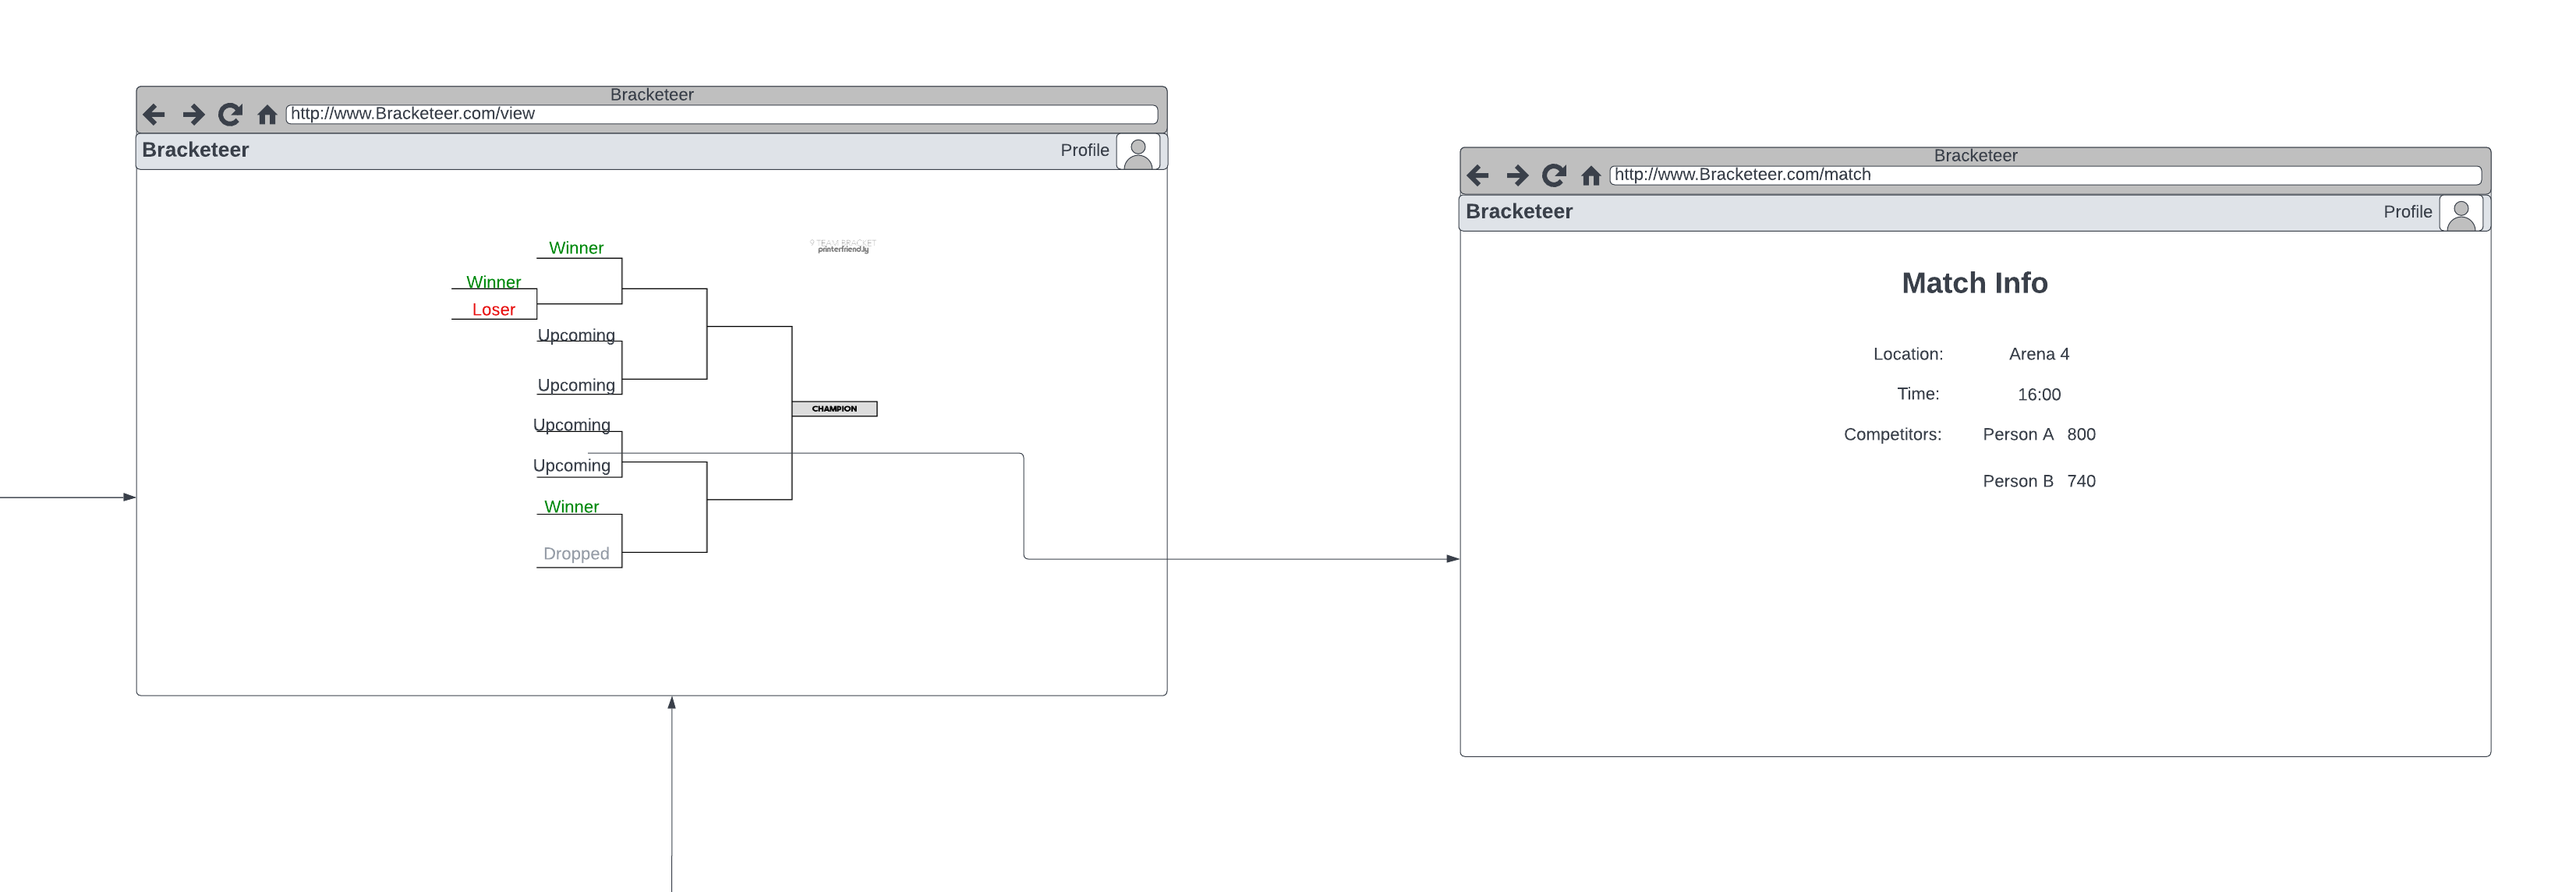 Bracketeer
http://www.Bracketeer.com/view
Bracketeer
Profile
9 TEAM BRACKET
printerfriend.ly
Winner
Winner
Loser
Upcoming
Upcoming
CHAMPION
Upcoming
Upcoming
Winner
Dropped
Bracketeer
http://www.Bracketeer.com/match
Bracketeer
Profile
Match Info
Location: Arena 4
Time: 16:00
Competitors: Person A 800
Person B 740